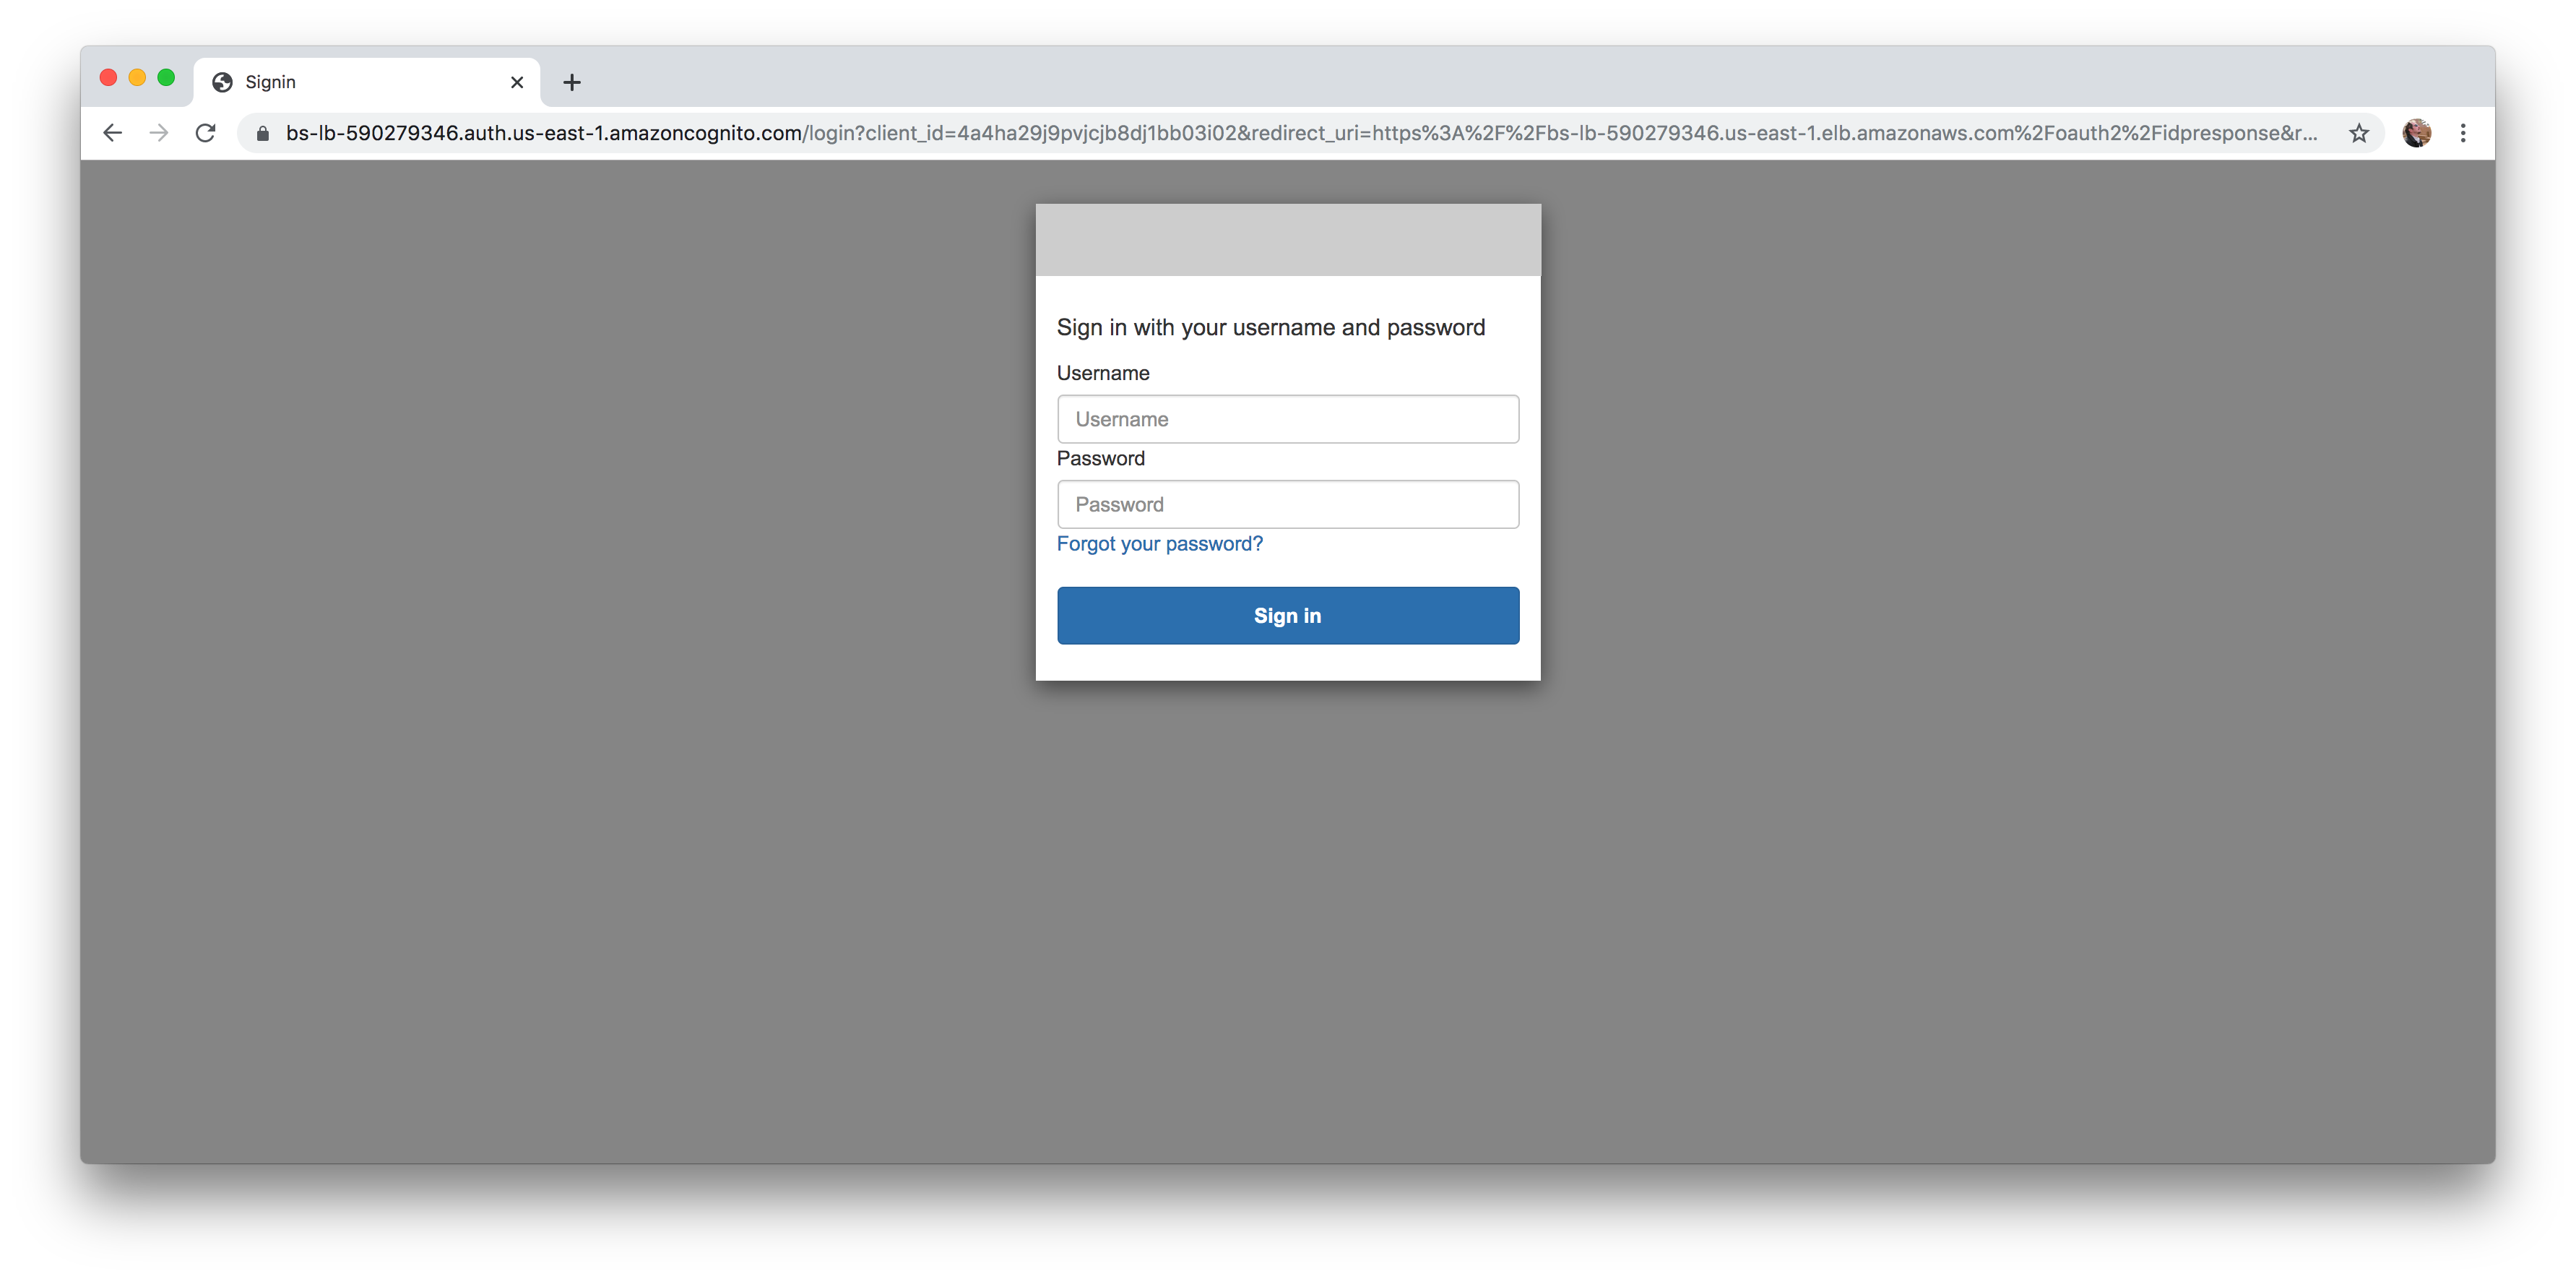 Signin
bs-lb-590279346.auth.us-east-1.amazoncognito.com/login?client_id=4a4ha29j9pvjcjb8dj1bb03i02&redirect_uri=https%3A%2F%2Fbs-lb-590279346.us-east-1.elb.amazonaws.com%2Foauth2%2Fidpresponse&r...
Sign in with your username and password
Username
Username
Password
Password
Forgot your password?
Sign in